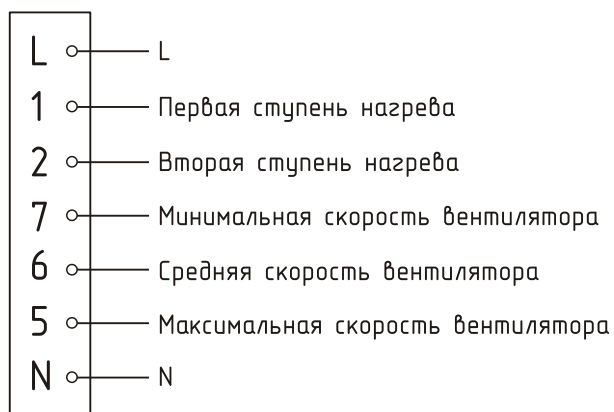 L L
1 Первая ступень нагрева
2 Вторая ступень нагрева
7 Минимальная скорость вентилятора
6 Средняя скорость вентилятора
5 Максимальная скорость вентилятора
N N